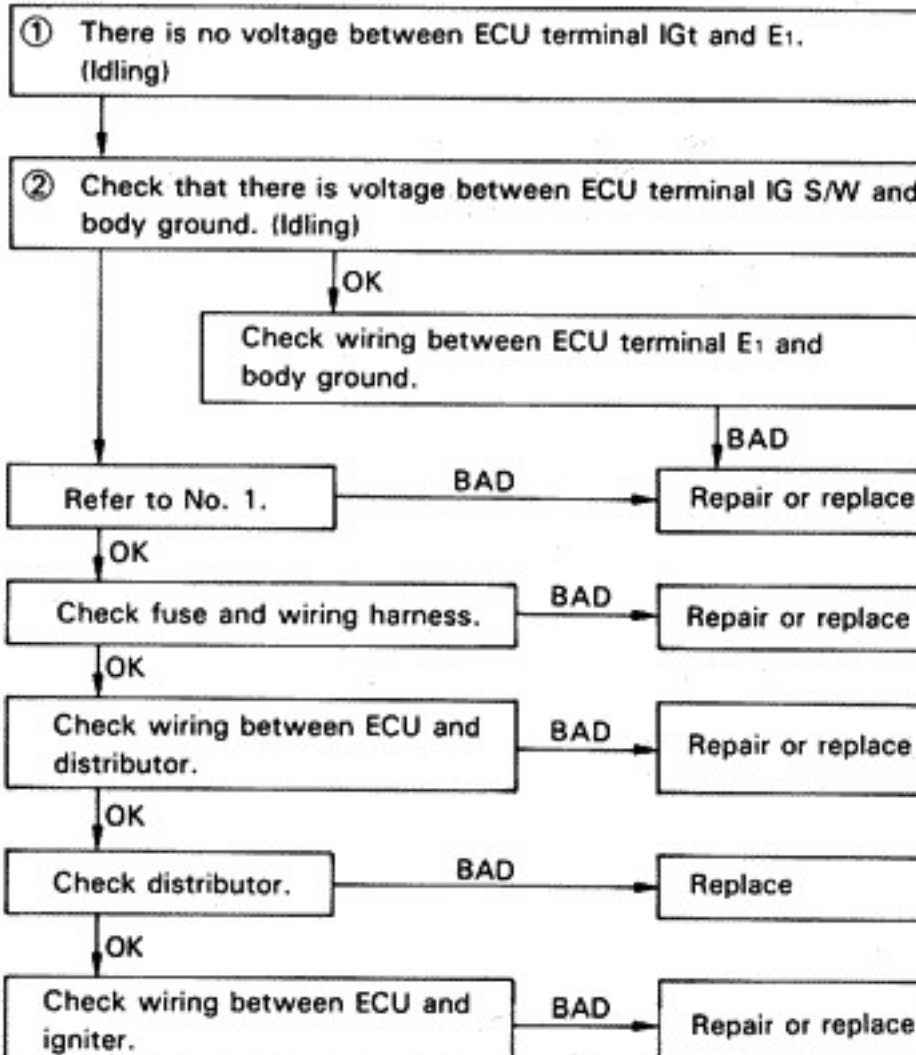 ① There is no voltage between ECU terminal IGt and E₁.
(Idling)
② Check that there is voltage between ECU terminal IG S/W and
body ground. (Idling)
OK
Check wiring between ECU terminal E₁ and
body ground.
BAD
Refer to No. 1.
BAD
Repair or replace
OK
Check fuse and wiring harness.
BAD
Repair or replace
OK
Check wiring between ECU and
distributor.
BAD
Repair or replace
OK
Check distributor.
BAD
Replace
OK
Check wiring between ECU and
igniter.
BAD
Repair or replace